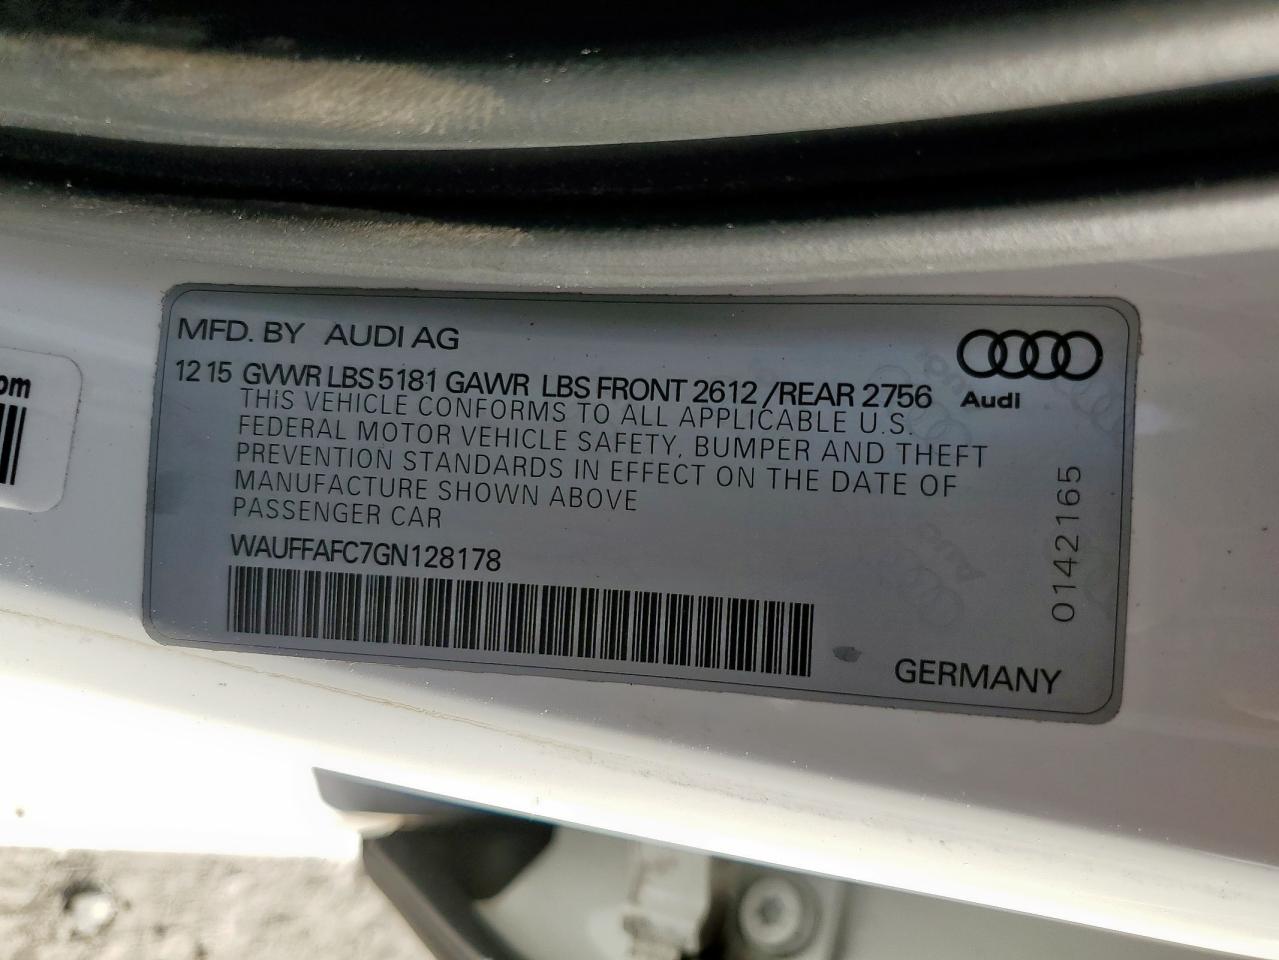 MFD. BY AUDI AG
12 15 GVWR LBS 5181 GAWR LBS FRONT 2612 /REAR 2756
THIS VEHICLE CONFORMS TO ALL APPLICABLE U.S.
FEDERAL MOTOR VEHICLE SAFETY, BUMPER AND THEFT
PREVENTION STANDARDS IN EFFECT ON THE DATE OF
MANUFACTURE SHOWN ABOVE
PASSENGER CAR
WAUFFAFC7GN128178
Audi
0142165
GERMANY